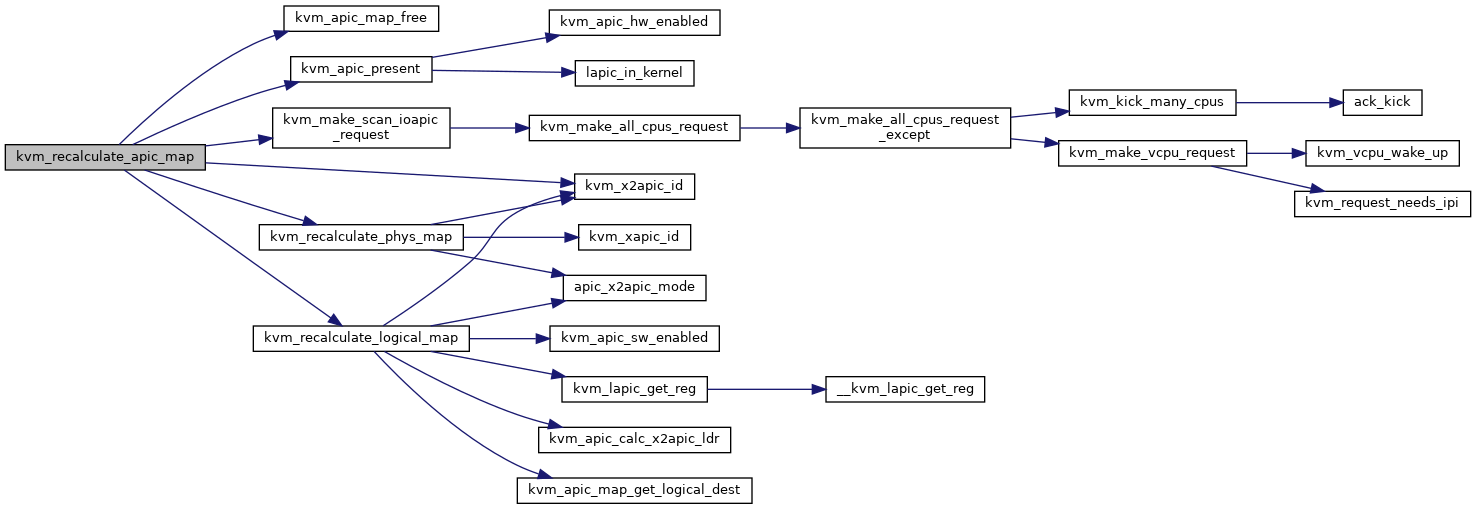 kvm_apic_map_free
kvm_apic_hw_enabled
kvm_apic_present
lapic_in_kernel
kvm_make_scan_ioapic
_request
kvm_make_all_cpus_request
kvm_make_all_cpus_request
_except
kvm_kick_many_cpus
ack_kick
kvm_make_vcpu_request
kvm_vcpu_wake_up
kvm_request_needs_ipi
kvm_recalculate_apic_map
kvm_x2apic_id
kvm_recalculate_phys_map
kvm_xapic_id
apic_x2apic_mode
kvm_recalculate_logical_map
kvm_apic_sw_enabled
kvm_lapic_get_reg
__kvm_lapic_get_reg
kvm_apic_calc_x2apic_ldr
kvm_apic_map_get_logical_dest